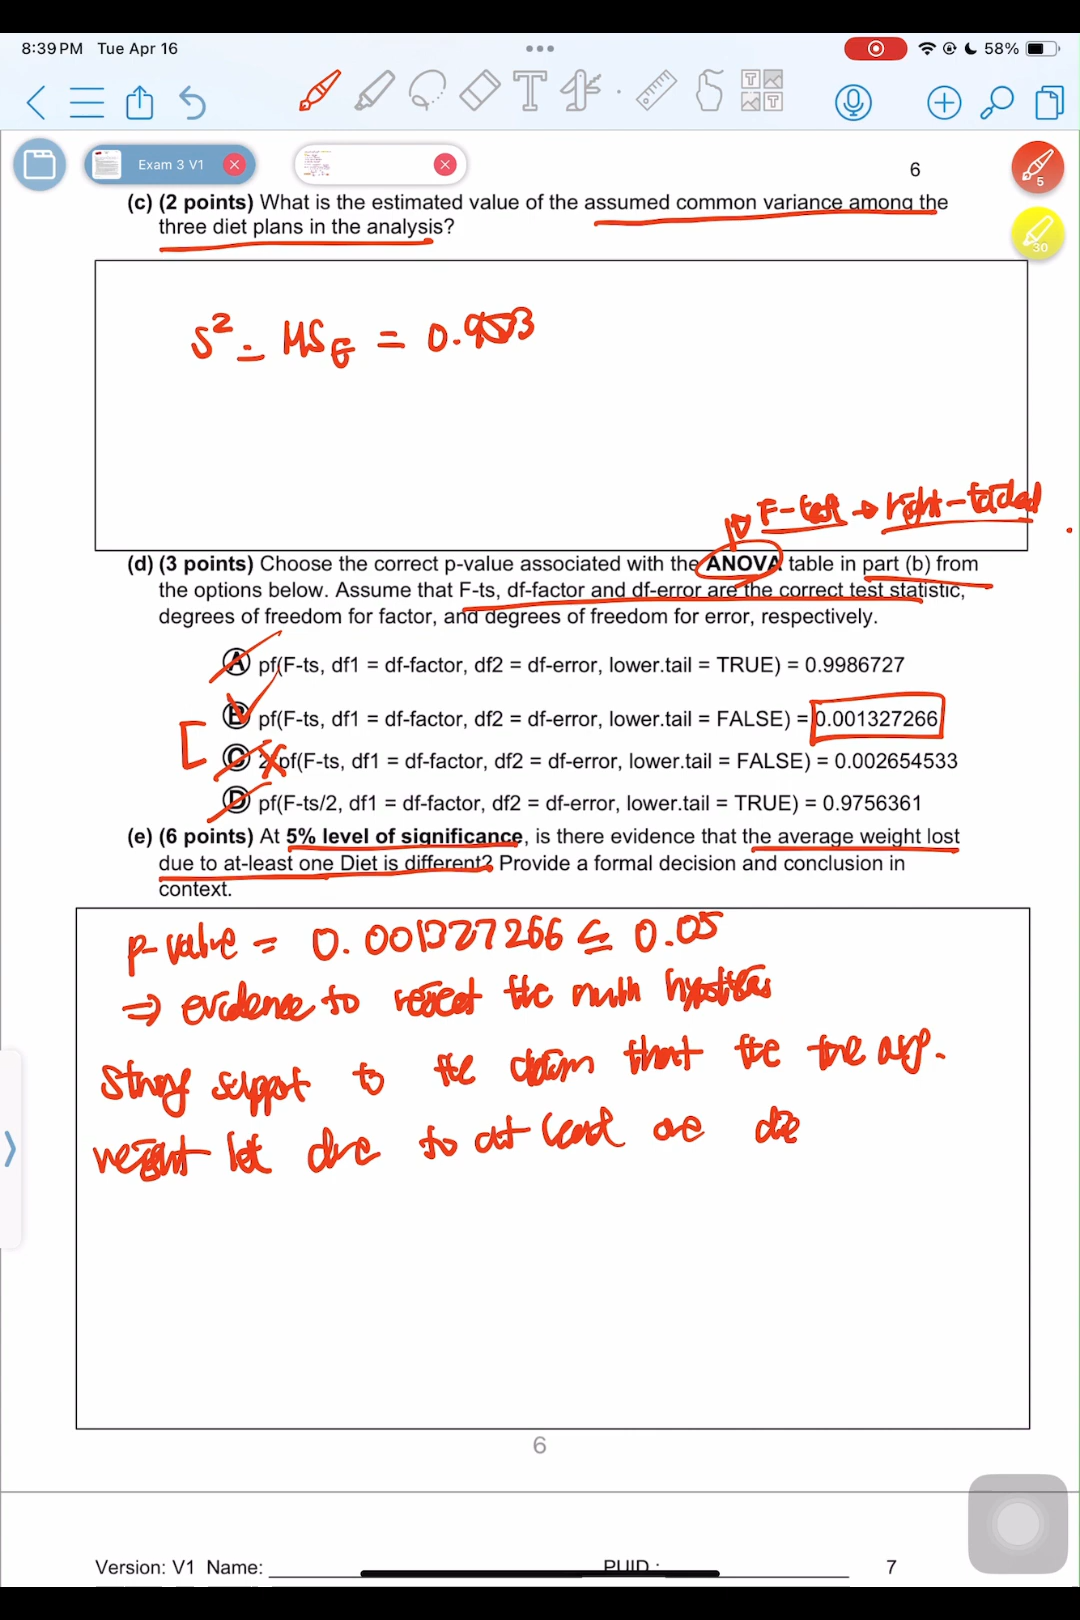 8:39 PM Tue Apr 16
58%
Exam 3 V1
5
30
6
(c) (2 points) What is the estimated value of the assumed common variance among the
three diet plans in the analysis?
S² = MS_E = 0.9573
F-test → right-tailed
(d) (3 points) Choose the correct p-value associated with the ANOVA table in part (b) from
the options below. Assume that F-ts, df-factor and df-error are the correct test statistic,
degrees of freedom for factor, and degrees of freedom for error, respectively.
Ⓐ pf(F-ts, df1 = df-factor, df2 = df-error, lower.tail = TRUE) = 0.9986727
Ⓑ pf(F-ts, df1 = df-factor, df2 = df-error, lower.tail = FALSE) = 0.001327266
Ⓒ pf(F-ts, df1 = df-factor, df2 = df-error, lower.tail = FALSE) = 0.002654533
Ⓓ pf(F-ts/2, df1 = df-factor, df2 = df-error, lower.tail = TRUE) = 0.9756361
(e) (6 points) At 5% level of significance, is there evidence that the average weight lost
due to at-least one Diet is different? Provide a formal decision and conclusion in
context.
p-value = 0.001327266 ≤ 0.05
⇒ evidence to reject the null hypothesis
Strong support to the claim that the true avg.
weight lost due to at least one die
6
Version: V1 Name:
PUID :
7